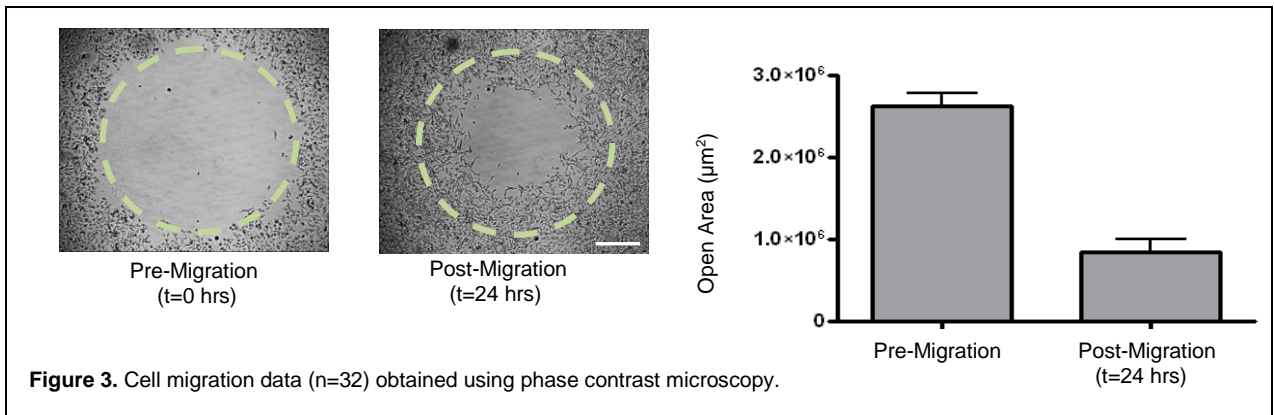 Pre-Migration
(t=0 hrs)
Post-Migration
(t=24 hrs)
Open Area (µm²)
3.0×10⁶
2.0×10⁶
1.0×10⁶
0
Pre-Migration
Post-Migration
(t=24 hrs)
Figure 3. Cell migration data (n=32) obtained using phase contrast microscopy.